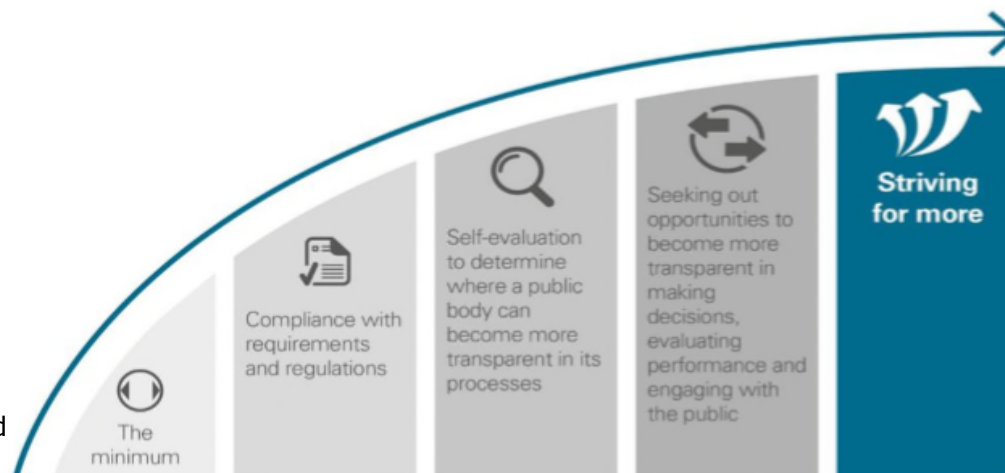 The
minimum
Compliance with
requirements
and regulations
Self-evaluation
to determine
where a public
body can
become more
transparent in its
processes
Seeking out
opportunities to
become more
transparent in
making
decisions,
evaluating
performance and
engaging with
the public
Striving
for more